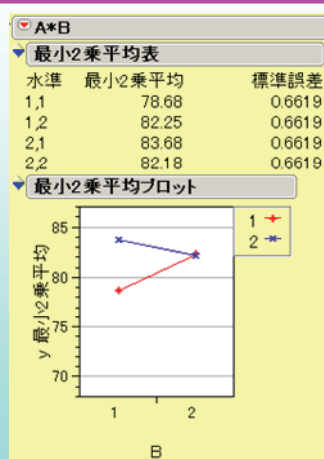 A*B
最小2乗平均表
水準 最小2乗平均 標準誤差
1,1 78.68 0.6619
1,2 82.25 0.6619
2,1 83.68 0.6619
2,2 82.18 0.6619
最小2乗平均プロット
y 最小2乗平均
85
80
75
70
1 2
B
1
2